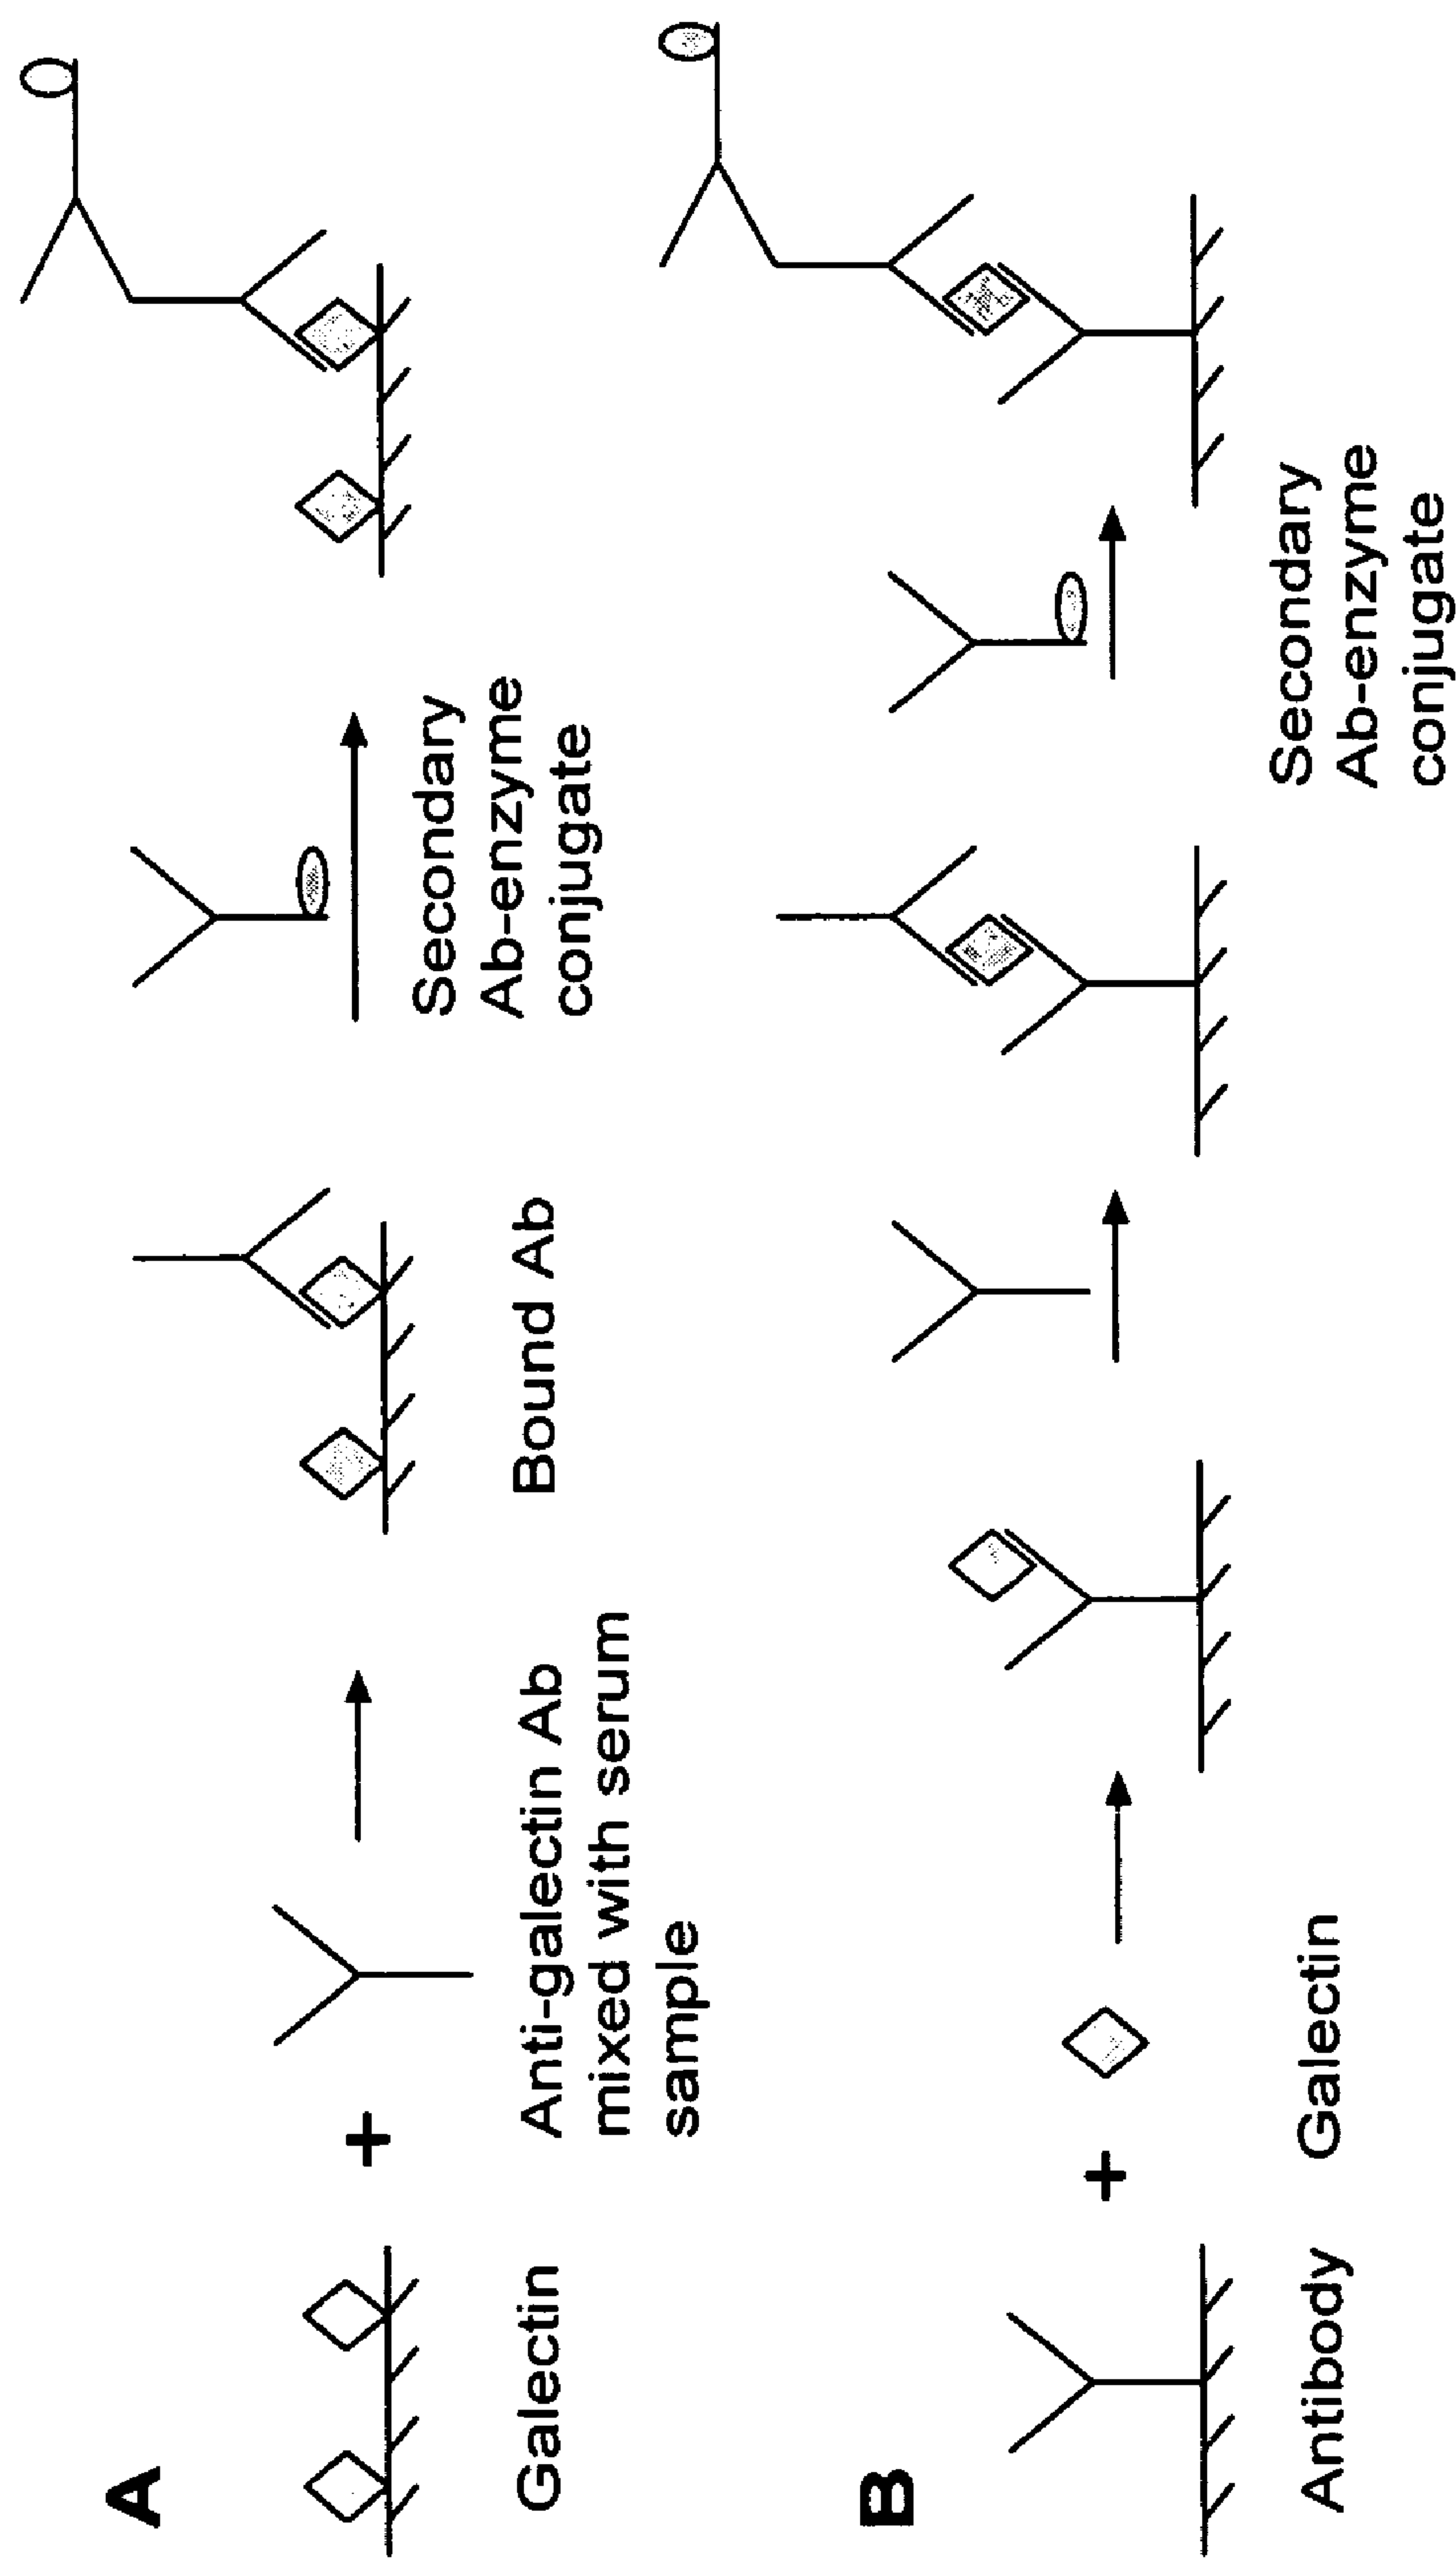 A
Galectin
+
Anti-galectin Ab
mixed with serum
sample
Bound Ab
Secondary
Ab-enzyme
conjugate
B
Antibody
+
Galectin
Secondary
Ab-enzyme
conjugate